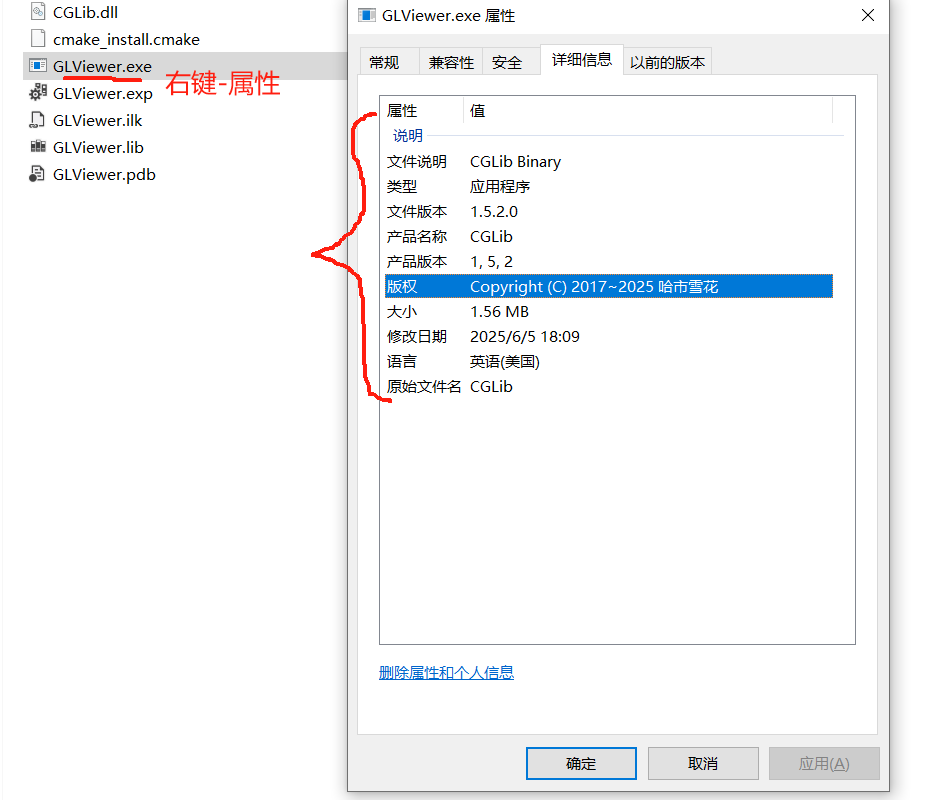 CGLib.dll
cmake_install.cmake
GLViewer.exe
右键-属性
GLViewer.exp
GLViewer.ilk
GLViewer.lib
GLViewer.pdb
GLViewer.exe 属性
常规 兼容性 安全 详细信息 以前的版本
属性 值
说明
文件说明 CGLib Binary
类型 应用程序
文件版本 1.5.2.0
产品名称 CGLib
产品版本 1, 5, 2
版权 Copyright (C) 2017~2025 哈市雪花
大小 1.56 MB
修改日期 2025/6/5 18:09
语言 英语(美国)
原始文件名 CGLib
删除属性和个人信息
确定 取消 应用(A)